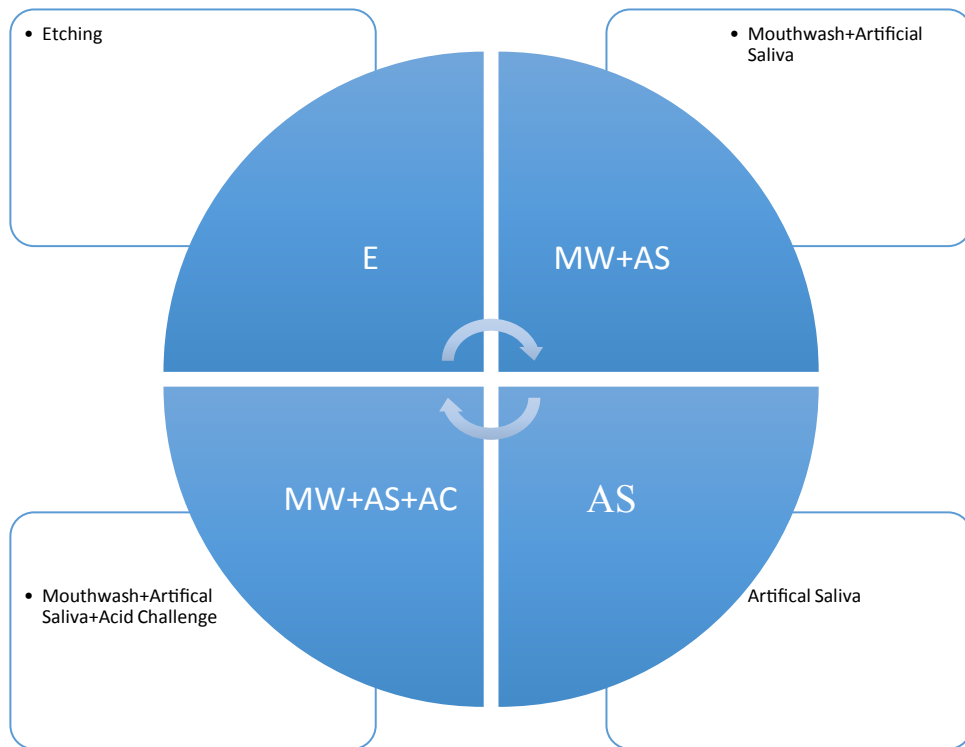 • Etching
• Mouthwash+Artificial
Saliva
E
MW+AS
MW+AS+AC
AS
• Mouthwash+Artifical
Saliva+Acid Challenge
Artifical Saliva